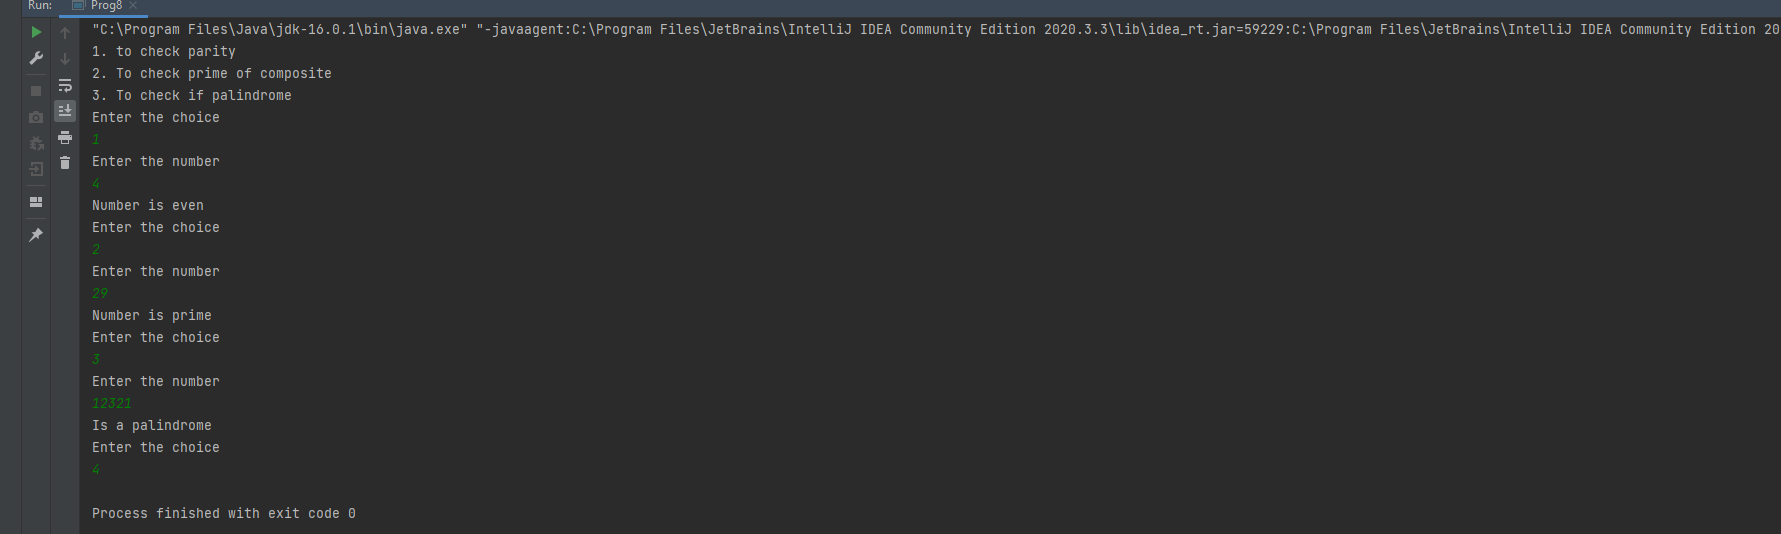 Run: Prog8
"C:\Program Files\Java\jdk-16.0.1\bin\java.exe" "-javaagent:C:\Program Files\JetBrains\IntelliJ IDEA Community Edition 2020.3.3\lib\idea_rt.jar=59229:C:\Program Files\JetBrains\IntelliJ IDEA Community Edition 20
1. to check parity
2. To check prime of composite
3. To check if palindrome
Enter the choice
1
Enter the number
4
Number is even
Enter the choice
2
Enter the number
29
Number is prime
Enter the choice
3
Enter the number
12321
Is a palindrome
Enter the choice
4
Process finished with exit code 0